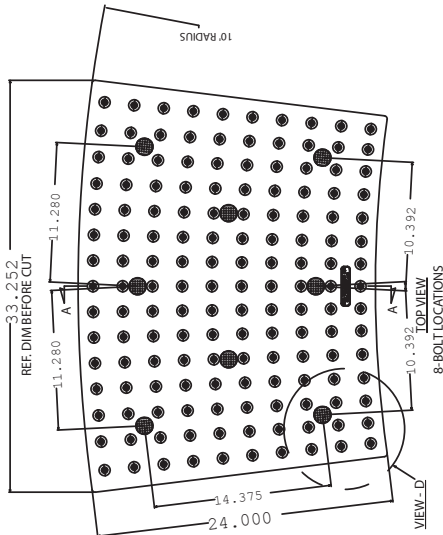 10' RADIUS
33.252
REF. DIM BEFORE CUT
11.280
11.280
A
A
10.392
10.392
TOP VIEW
8-BOLT LOCATIONS
14.375
24.000
VIEW - D